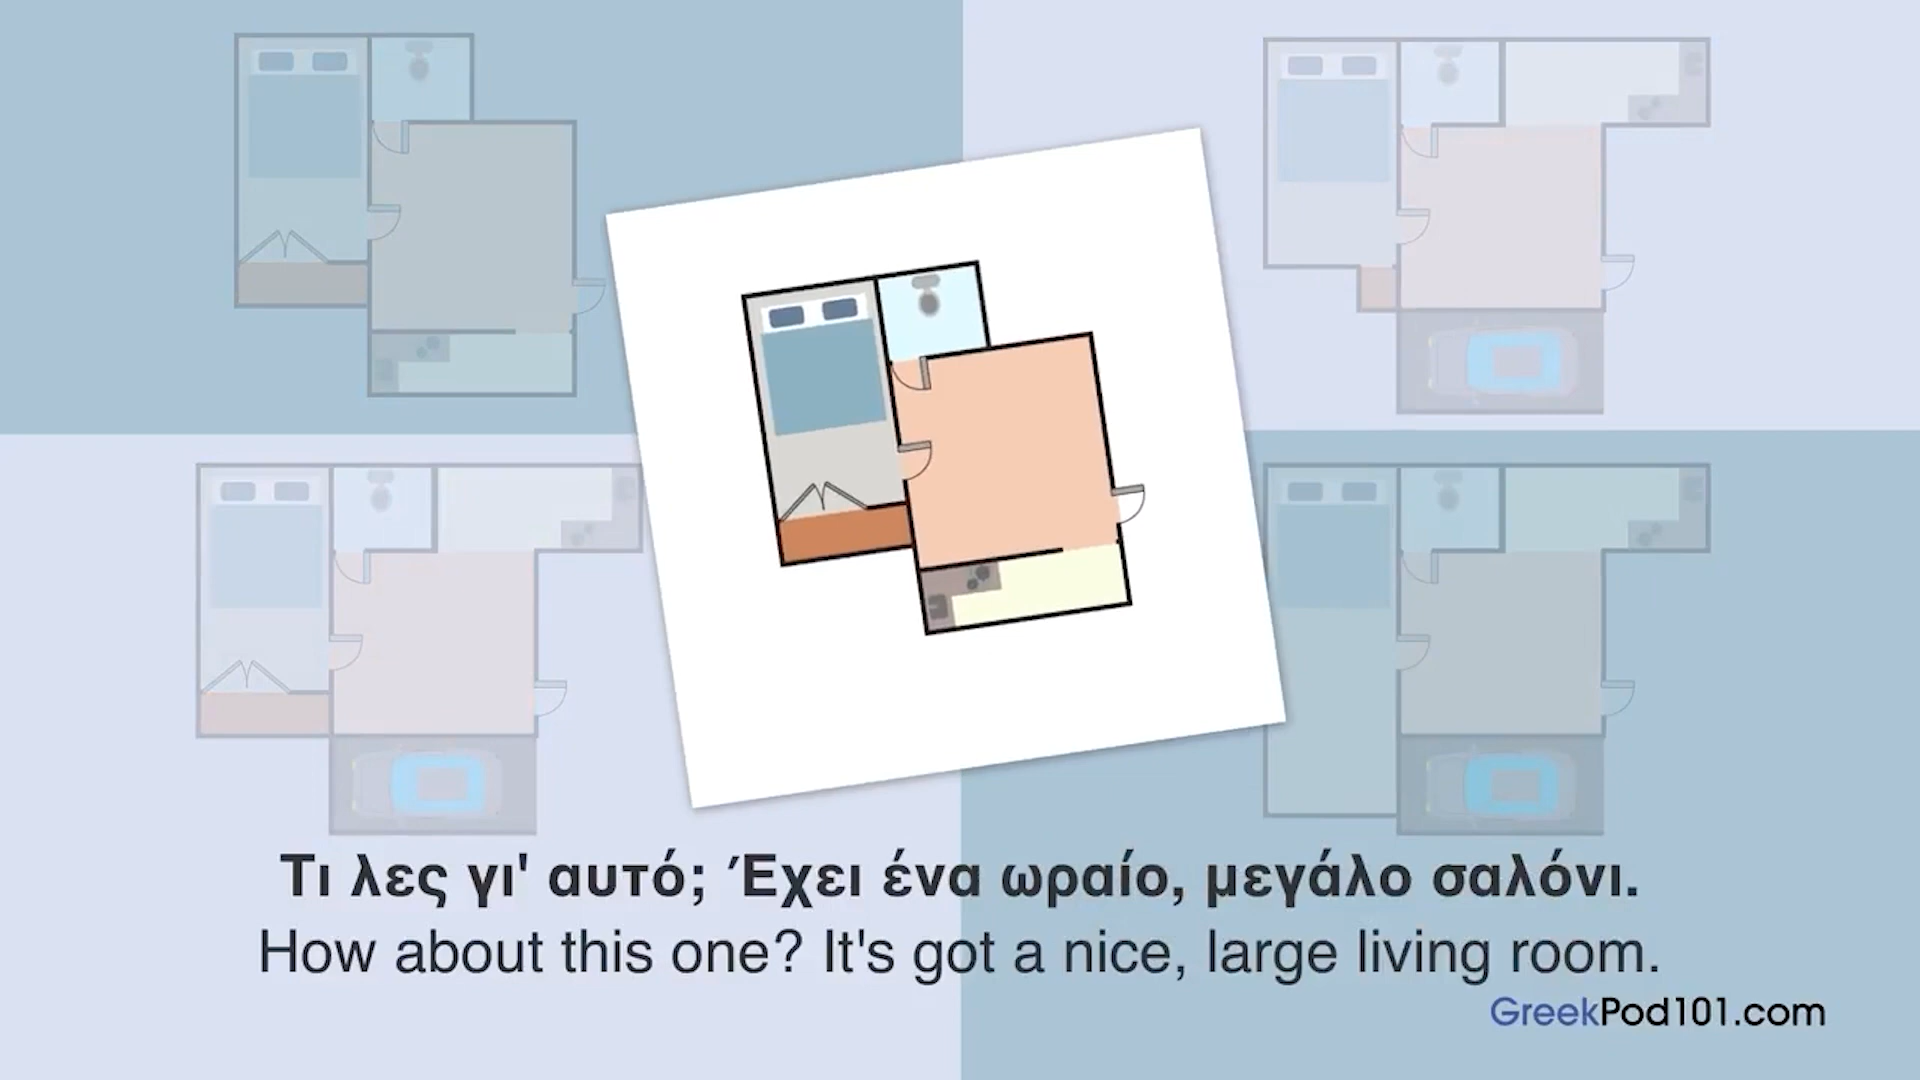 Τι λες γι' αυτό; Έχει ένα ωραίο, μεγάλο σαλόνι.
How about this one? It's got a nice, large living room.
GreekPod101.com